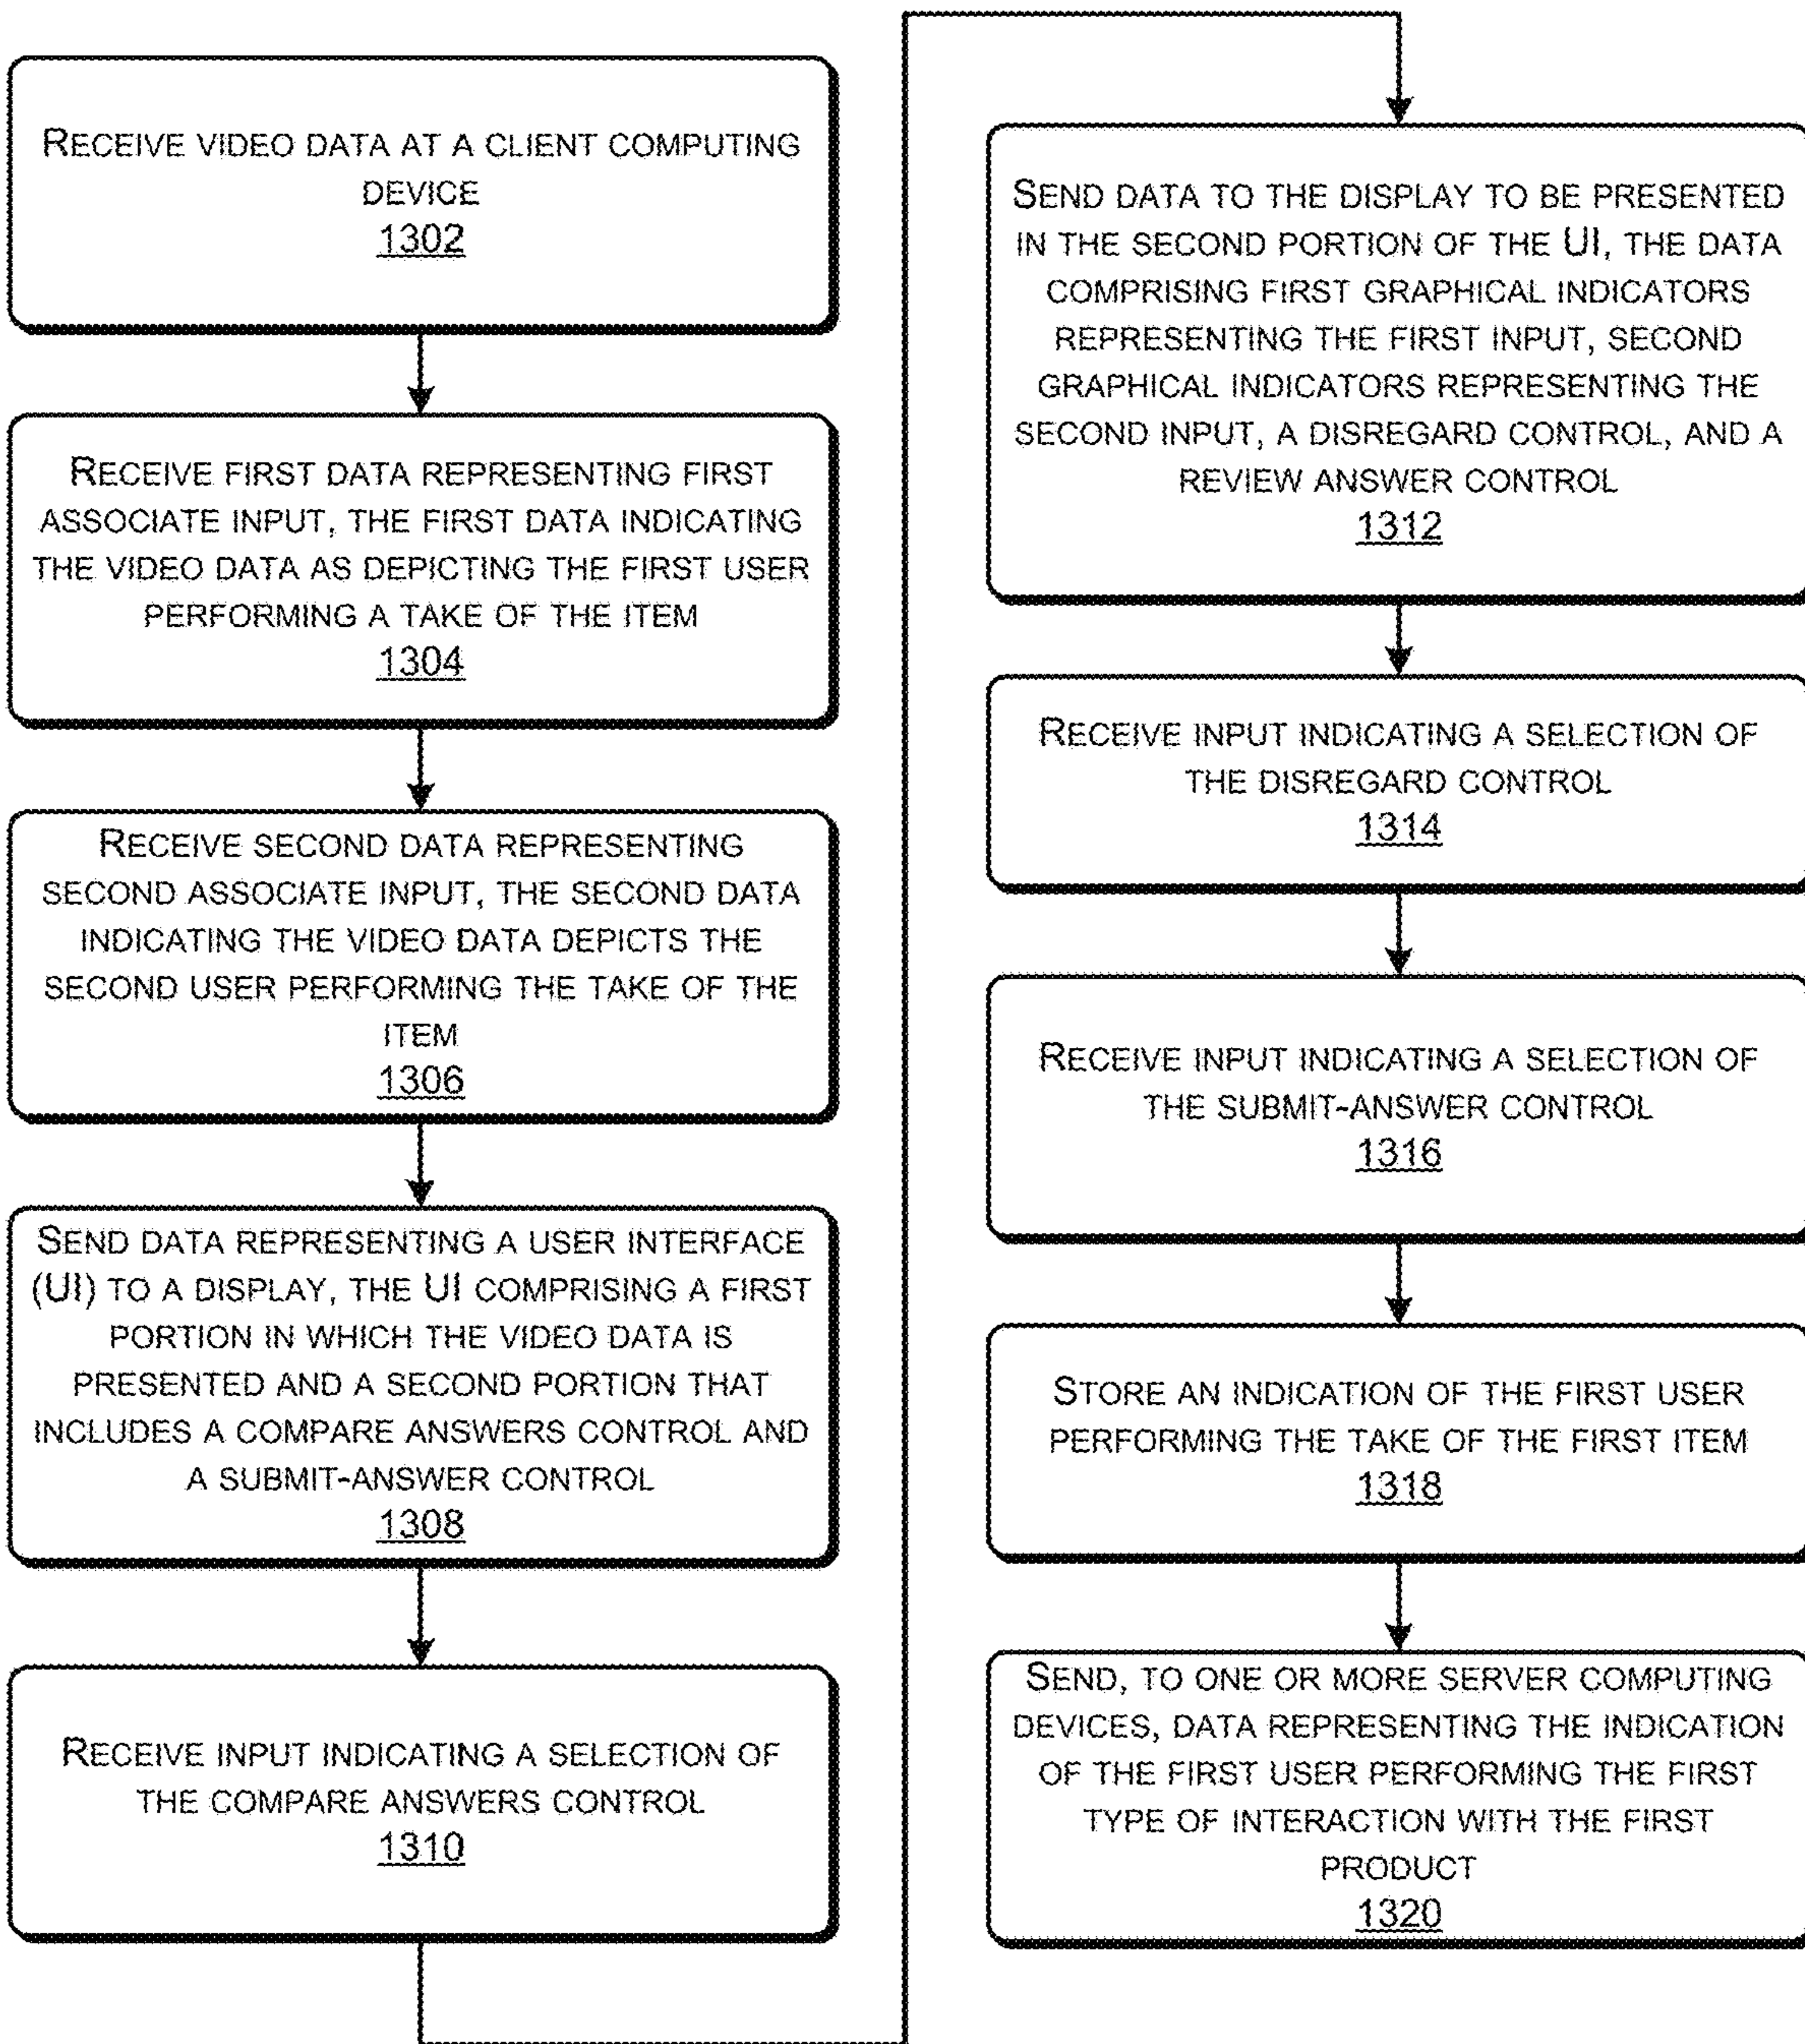 RECEIVE VIDEO DATA AT A CLIENT COMPUTING
DEVICE
1302
RECEIVE FIRST DATA REPRESENTING FIRST
ASSOCIATE INPUT, THE FIRST DATA INDICATING
THE VIDEO DATA AS DEPICTING THE FIRST USER
PERFORMING A TAKE OF THE ITEM
1304
RECEIVE SECOND DATA REPRESENTING
SECOND ASSOCIATE INPUT, THE SECOND DATA
INDICATING THE VIDEO DATA DEPICTS THE
SECOND USER PERFORMING THE TAKE OF THE
ITEM
1306
SEND DATA REPRESENTING A USER INTERFACE
(UI) TO A DISPLAY, THE UI COMPRISING A FIRST
PORTION IN WHICH THE VIDEO DATA IS
PRESENTED AND A SECOND PORTION THAT
INCLUDES A COMPARE ANSWERS CONTROL AND
A SUBMIT-ANSWER CONTROL
1308
RECEIVE INPUT INDICATING A SELECTION OF
THE COMPARE ANSWERS CONTROL
1310
SEND DATA TO THE DISPLAY TO BE PRESENTED
IN THE SECOND PORTION OF THE UI, THE DATA
COMPRISING FIRST GRAPHICAL INDICATORS
REPRESENTING THE FIRST INPUT, SECOND
GRAPHICAL INDICATORS REPRESENTING THE
SECOND INPUT, A DISREGARD CONTROL, AND A
REVIEW ANSWER CONTROL
1312
RECEIVE INPUT INDICATING A SELECTION OF
THE DISREGARD CONTROL
1314
RECEIVE INPUT INDICATING A SELECTION OF
THE SUBMIT-ANSWER CONTROL
1316
STORE AN INDICATION OF THE FIRST USER
PERFORMING THE TAKE OF THE FIRST ITEM
1318
SEND, TO ONE OR MORE SERVER COMPUTING
DEVICES, DATA REPRESENTING THE INDICATION
OF THE FIRST USER PERFORMING THE FIRST
TYPE OF INTERACTION WITH THE FIRST
PRODUCT
1320